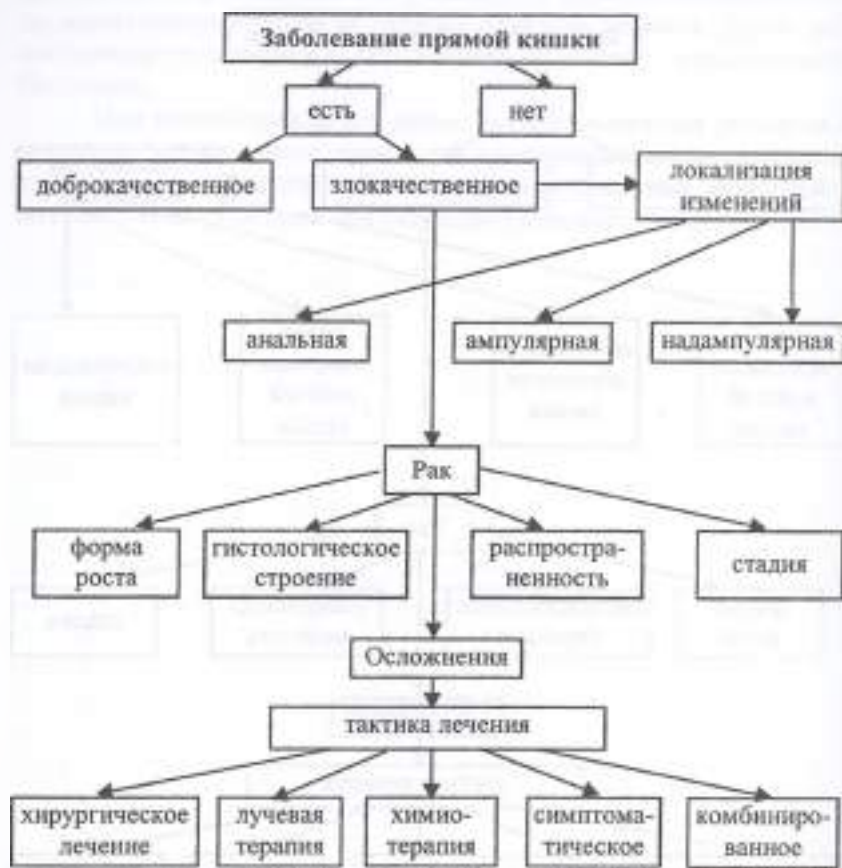 Заболевание прямой кишки
есть
нет
доброкачественное
злокачественное
локализация
изменений
анальная
ампулярная
надампулярная
Рак
форма
роста
гистологическое
строение
распростра-
ненность
стадия
Осложнения
тактика лечения
хирургическое
лечение
лучевая
терапия
химио-
терапия
симптома-
тическое
комбиниро-
ванное